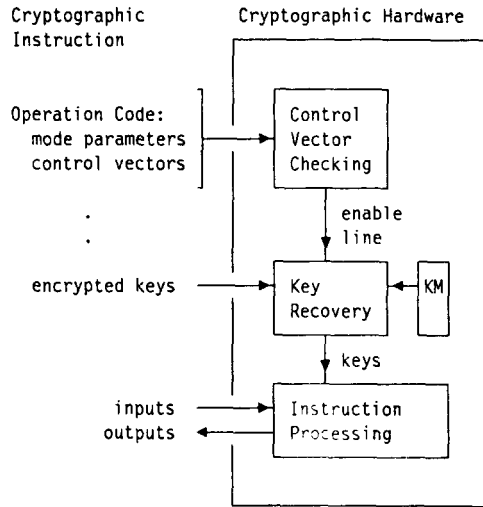 Cryptographic Instruction
Cryptographic Hardware
Operation Code:
mode parameters
control vectors
.
.
Control
Vector
Checking
enable
line
encrypted keys
Key
Recovery
KM
keys
inputs
outputs
Instruction
Processing